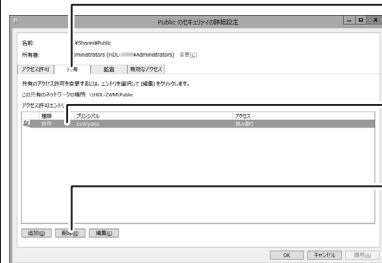 Public のセキュリティの詳細設定
名前:
¥Shares¥Public
所有者:
ministrators (HDL-
¥Administrators) 変更(C)
アクセス許可
共有
監査
有効なアクセス
共有のアクセス許可を変更するには、エントリを選択して [編集] をクリックします。
この共有のネットワークの場所: \\HDL-Z
アクセス許可エントリ
種類 プリンシパル アクセス
許可 Everyone 読み取り
追加(D) 削除(R) 編集(E)
OK キャンセル 適用(A)